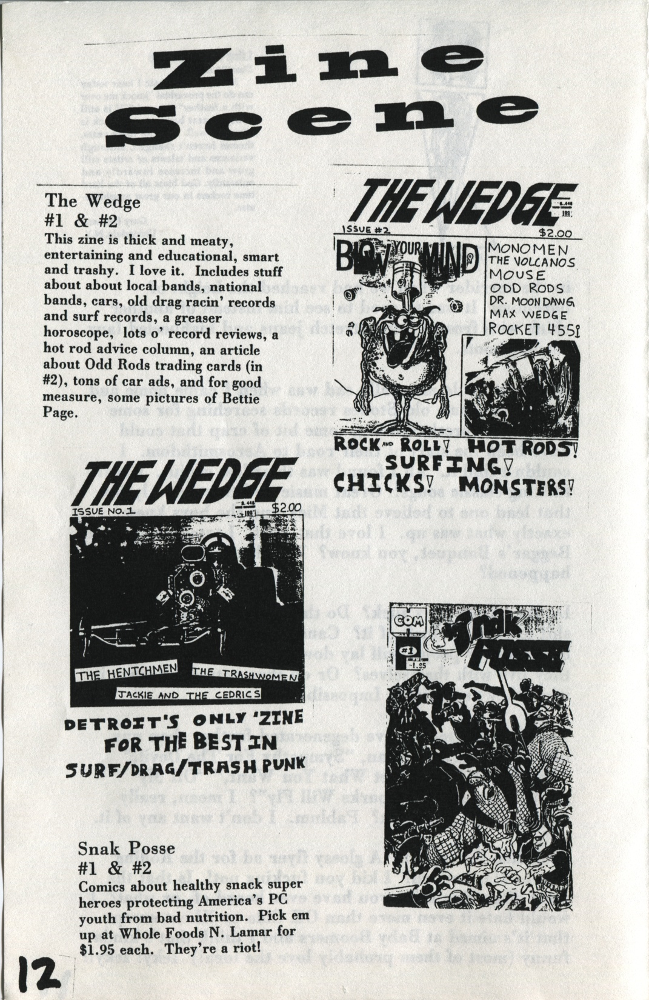 Zine
Scene
The Wedge
#1 & #2
This zine is thick and meaty,
entertaining and educational, smart
and trashy. I love it. Includes stuff
about about local bands, national
bands, cars, old drag racin' records
and surf records, a greaser
horoscope, lots o' record reviews, a
hot rod advice column, an article
about Odd Rods trading cards (in
#2), tons of car ads, and for good
measure, some pictures of Bettie
Page.
THE WEDGE
ISSUE #2 $2.00
BLOW YOUR MIND
MONOMEN
THE VOLCANOS
MOUSE
ODD RODS
DR. MOONDAWG
MAX WEDGE
ROCKET 455!
ROCK AND ROLL! HOT RODS!
SURFING!
CHICKS! MONSTERS!
THE WEDGE
ISSUE NO. 1 $2.00
THE HENTCHMEN THE TRASHWOMEN
JACKIE AND THE CEDRICS
DETROIT'S ONLY 'ZINE
FOR THE BEST IN
SURF/DRAG/TRASH PUNK
COM
Snak
POSSE
#1
1.95
Snak Posse
#1 & #2
Comics about healthy snack super
heroes protecting America's PC
youth from bad nutrition. Pick em
up at Whole Foods N. Lamar for
$1.95 each. They're a riot!
12